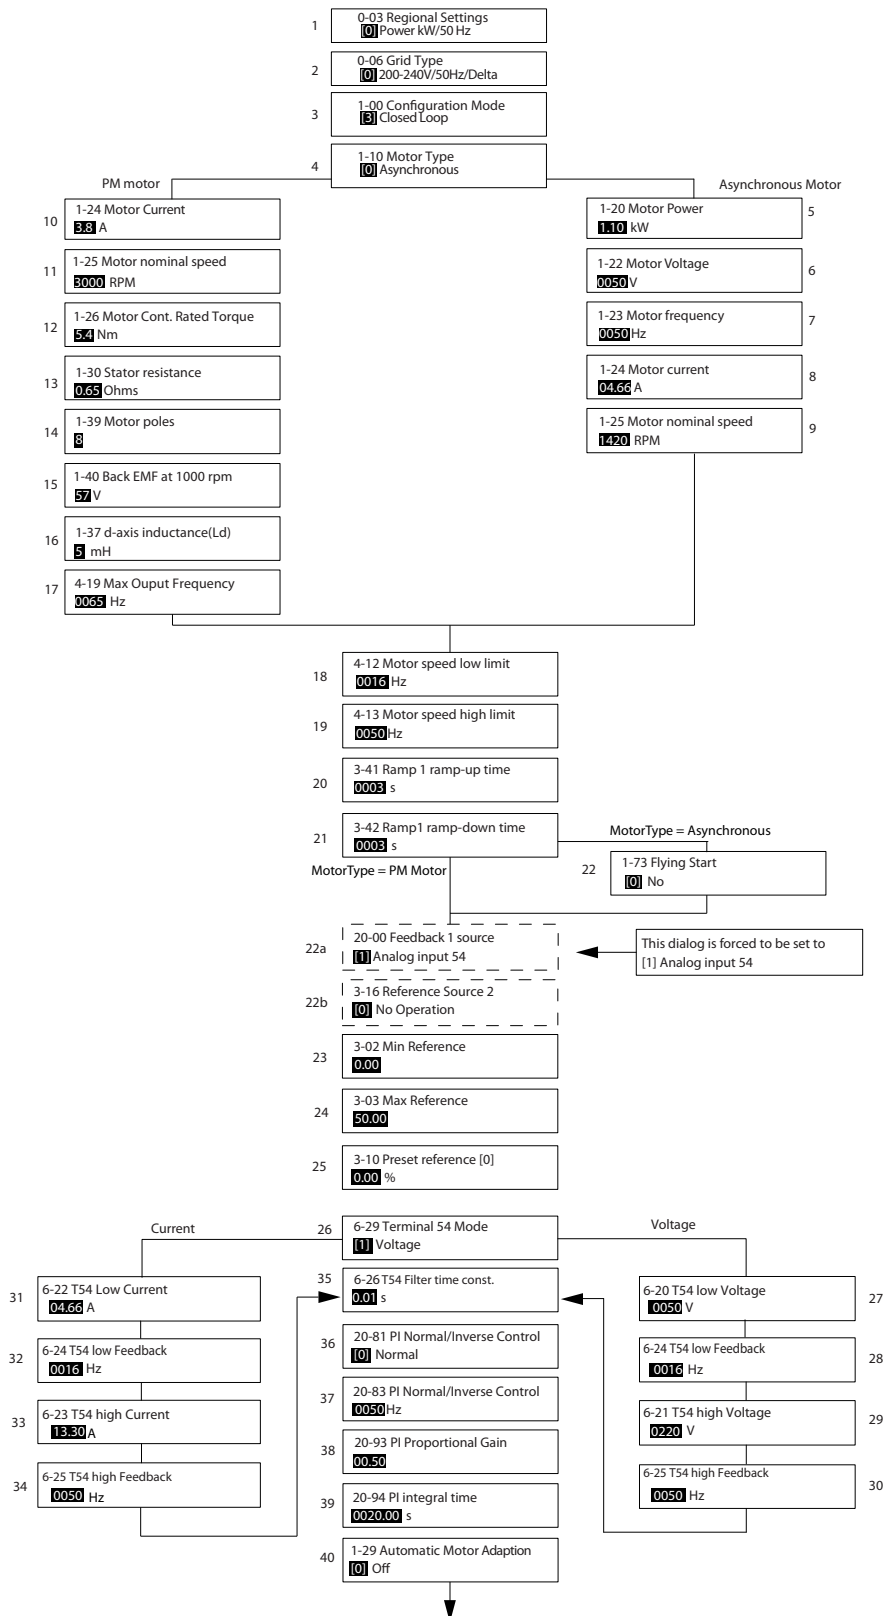 1
0-03 Regional Settings
[0] Power kW/50 Hz
2
0-06 Grid Type
[0] 200-240V/50Hz/Delta
3
1-00 Configuration Mode
[3] Closed Loop
4
1-10 Motor Type
[0] Asynchronous
PM motor
10
1-24 Motor Current
3.8 A
11
1-25 Motor nominal speed
3000 RPM
12
1-26 Motor Cont. Rated Torque
5.4 Nm
13
1-30 Stator resistance
0.65 Ohms
14
1-39 Motor poles
8
15
1-40 Back EMF at 1000 rpm
57 V
16
1-37 d-axis inductance(Ld)
5 mH
17
4-19 Max Ouput Frequency
0065 Hz
Asynchronous Motor
1-20 Motor Power
1.10 kW
5
1-22 Motor Voltage
0050 V
6
1-23 Motor frequency
0050 Hz
7
1-24 Motor current
04.66 A
8
1-25 Motor nominal speed
1420 RPM
9
18
4-12 Motor speed low limit
0016 Hz
19
4-13 Motor speed high limit
0050 Hz
20
3-41 Ramp 1 ramp-up time
0003 s
21
3-42 Ramp1 ramp-down time
0003 s
MotorType = Asynchronous
22
1-73 Flying Start
[0] No
MotorType = PM Motor
22a
20-00 Feedback 1 source
[1] Analog input 54
This dialog is forced to be set to
[1] Analog input 54
22b
3-16 Reference Source 2
[0] No Operation
23
3-02 Min Reference
0.00
24
3-03 Max Reference
50.00
25
3-10 Preset reference [0]
0.00 %
26
6-29 Terminal 54 Mode
[1] Voltage
Current
31
6-22 T54 Low Current
04.66 A
32
6-24 T54 low Feedback
0016 Hz
33
6-23 T54 high Current
13.30 A
34
6-25 T54 high Feedback
0050 Hz
Voltage
6-20 T54 low Voltage
0050 V
27
6-24 T54 low Feedback
0016 Hz
28
6-21 T54 high Voltage
0220 V
29
6-25 T54 high Feedback
0050 Hz
30
35
6-26 T54 Filter time const.
0.01 s
36
20-81 PI Normal/Inverse Control
[0] Normal
37
20-83 PI Normal/Inverse Control
0050 Hz
38
20-93 PI Proportional Gain
00.50
39
20-94 PI integral time
0020.00 s
40
1-29 Automatic Motor Adaption
[0] Off